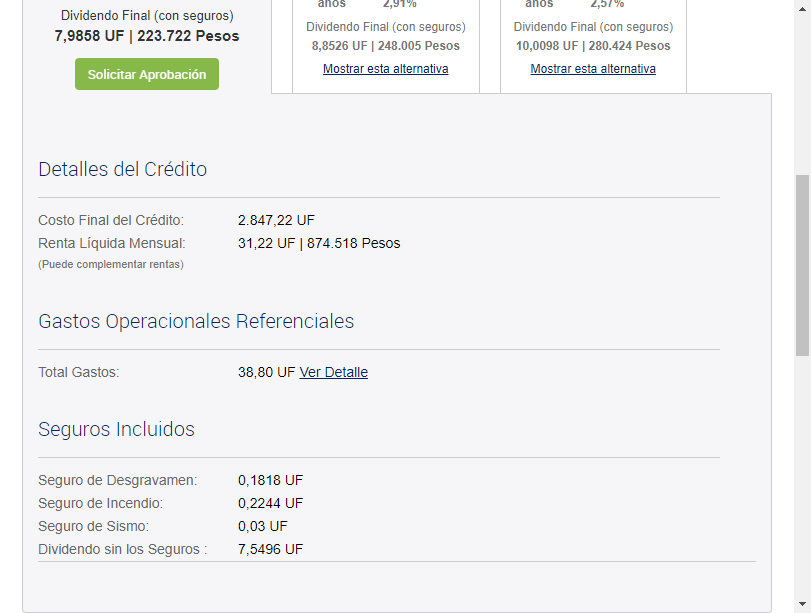 Dividendo Final (con seguros)
7,9858 UF | 223.722 Pesos
Solicitar Aprobación
años 2,91%
Dividendo Final (con seguros)
8,8526 UF | 248.005 Pesos
Mostrar esta alternativa
años 2,57%
Dividendo Final (con seguros)
10,0098 UF | 280.424 Pesos
Mostrar esta alternativa
Detalles del Crédito
Costo Final del Crédito: 2.847,22 UF
Renta Líquida Mensual: 31,22 UF | 874.518 Pesos
(Puede complementar rentas)
Gastos Operacionales Referenciales
Total Gastos: 38,80 UF Ver Detalle
Seguros Incluidos
Seguro de Desgravamen: 0,1818 UF
Seguro de Incendio: 0,2244 UF
Seguro de Sismo: 0,03 UF
Dividendo sin los Seguros : 7,5496 UF